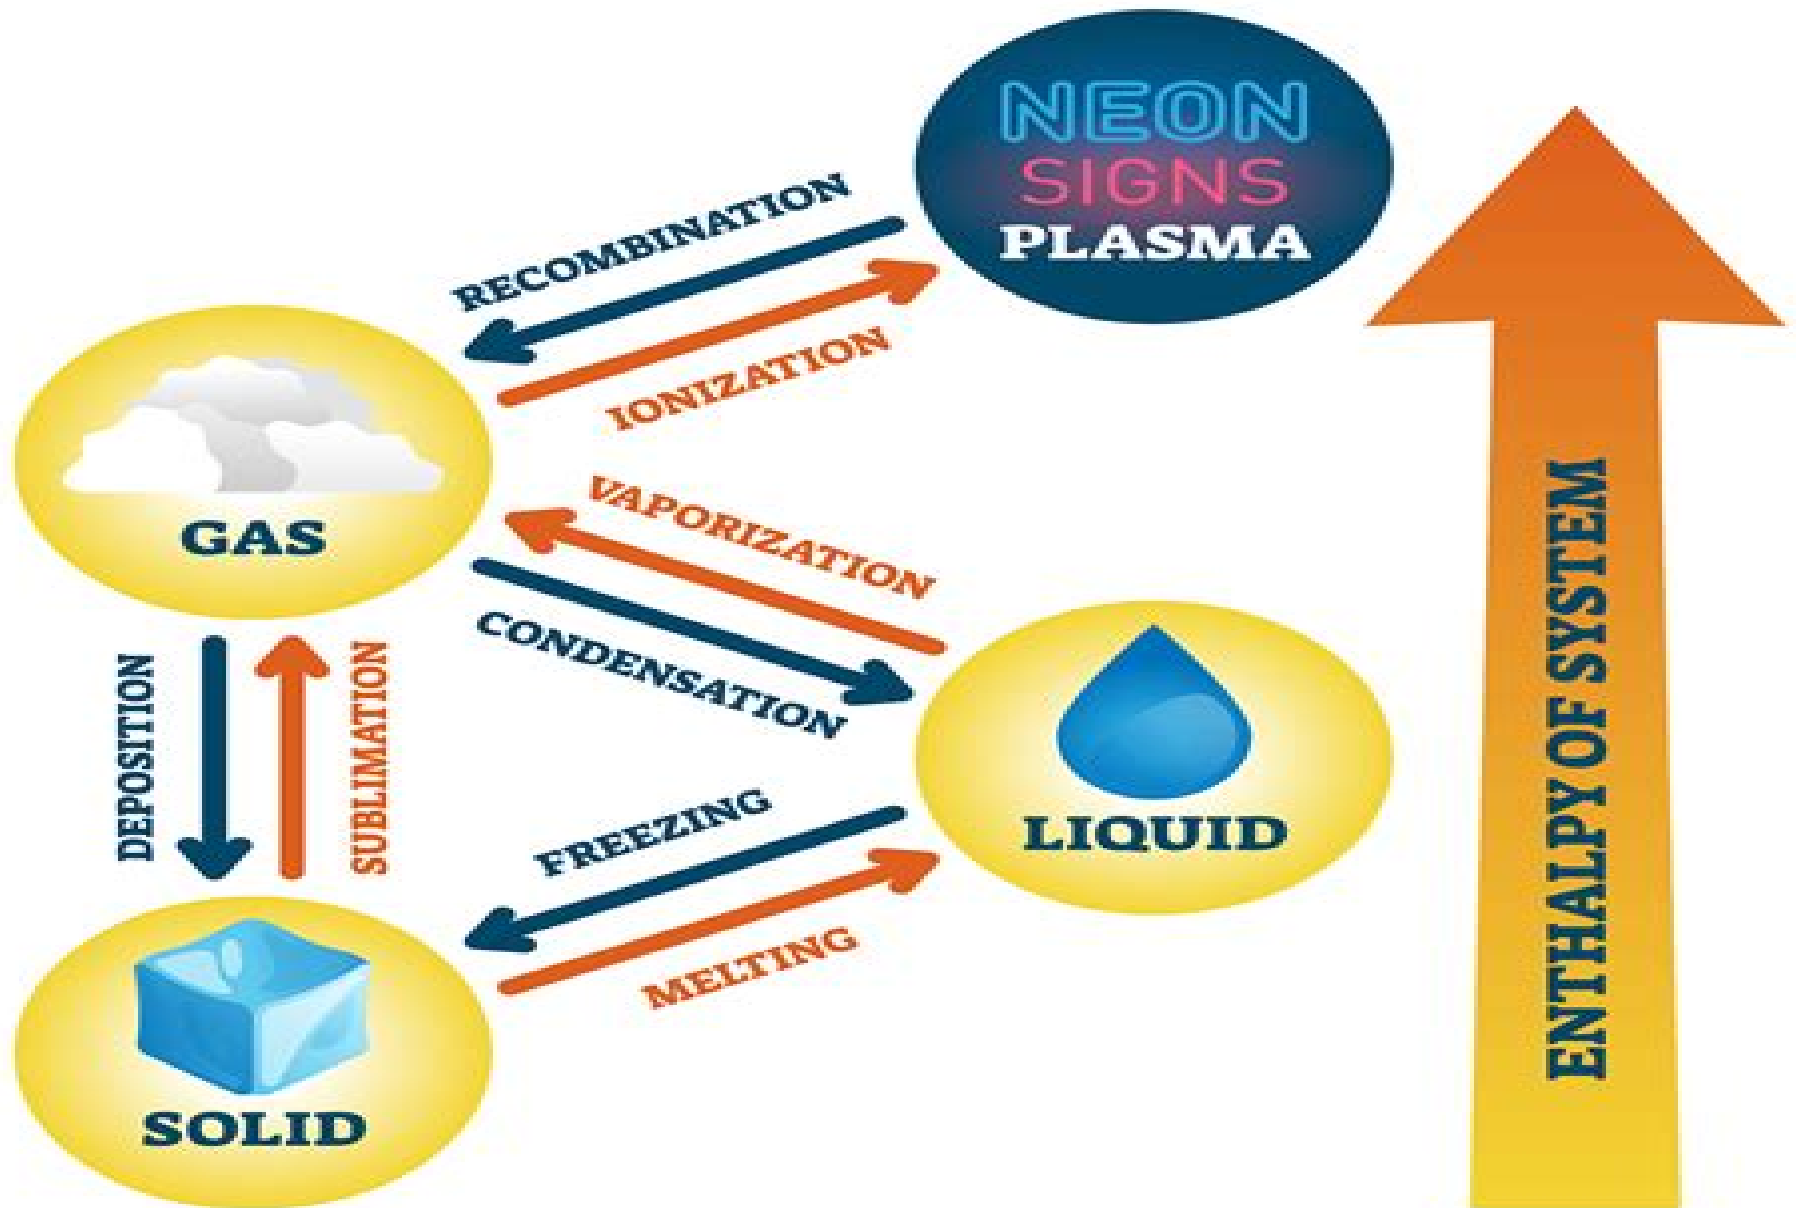 NEON
SIGNS
PLASMA
RECOMBINATION
IONIZATION
GAS
VAPORIZATION
CONDENSATION
DEPOSITION
SUBLIMATION
LIQUID
FREEZING
MELTING
SOLID
ENTHALPY OF SYSTEM